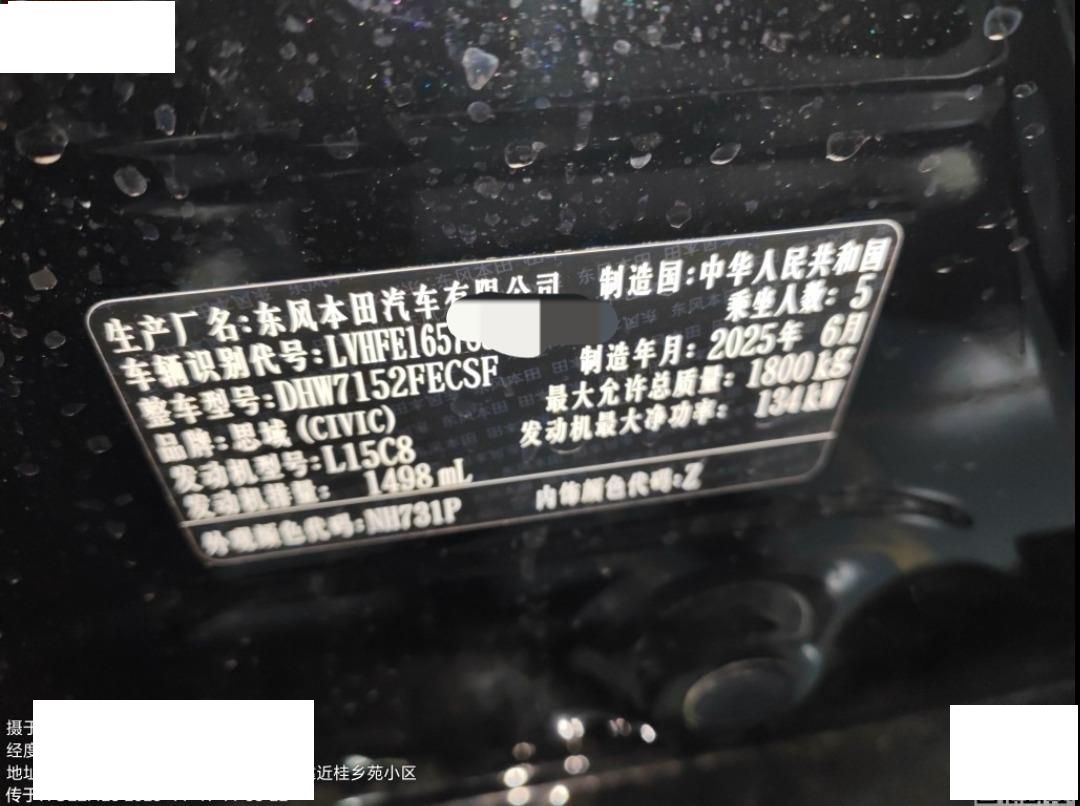 生产厂名:东风本田汽车有限公司 制造国:中华人民共和国
车辆识别代号:LVHFE165 乘坐人数: 5
整车型号:DHW7152FECSF 制造年月: 2025年 6月
品牌:思域 (CIVIC) 最大允许总质量: 1800kg
发动机型号:L15C8 发动机最大净功率: 134kW
发动机排量: 1498 mL
外观颜色代码:NH731P 内饰颜色代码:Z
摄于
经度
地址 近桂乡苑小区
传于